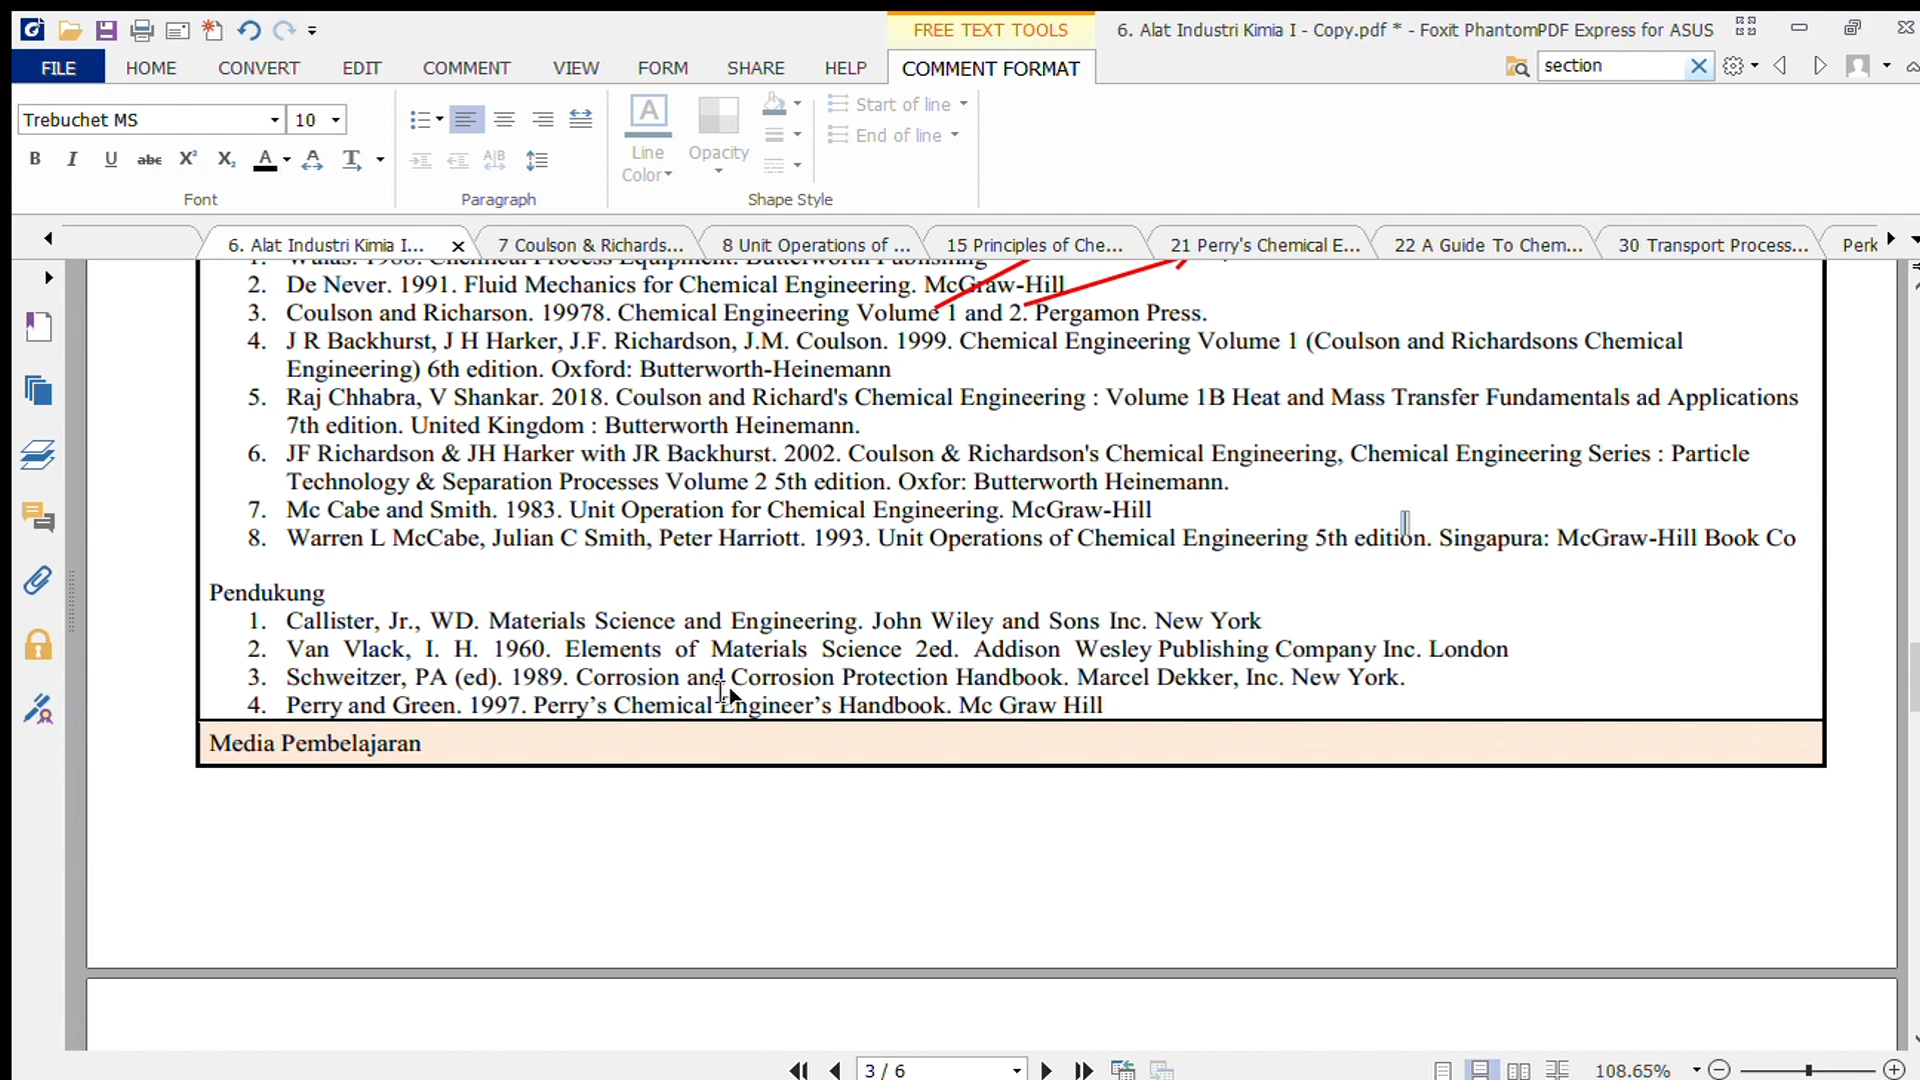 FREE TEXT TOOLS
6. Alat Industri Kimia I - Copy.pdf * - Foxit PhantomPDF Express for ASUS
FILE HOME CONVERT EDIT COMMENT VIEW FORM SHARE HELP COMMENT FORMAT
section
Trebuchet MS 10
Start of line
End of line
Line Color
Opacity
Font Paragraph Shape Style
6. Alat Industri Kimia I... 7 Coulson & Richards... 8 Unit Operations of ... 15 Principles of Che... 21 Perry's Chemical E... 22 A Guide To Chem... 30 Transport Process... Perk
1. Walas. 1988. Chemical Process Equipment. Butterworth Publishing
2. De Never. 1991. Fluid Mechanics for Chemical Engineering. McGraw-Hill
3. Coulson and Richarson. 19978. Chemical Engineering Volume 1 and 2. Pergamon Press.
4. J R Backhurst, J H Harker, J.F. Richardson, J.M. Coulson. 1999. Chemical Engineering Volume 1 (Coulson and Richardsons Chemical
Engineering) 6th edition. Oxford: Butterworth-Heinemann
5. Raj Chhabra, V Shankar. 2018. Coulson and Richard's Chemical Engineering : Volume 1B Heat and Mass Transfer Fundamentals ad Applications
7th edition. United Kingdom : Butterworth Heinemann.
6. JF Richardson & JH Harker with JR Backhurst. 2002. Coulson & Richardson's Chemical Engineering, Chemical Engineering Series : Particle
Technology & Separation Processes Volume 2 5th edition. Oxfor: Butterworth Heinemann.
7. Mc Cabe and Smith. 1983. Unit Operation for Chemical Engineering. McGraw-Hill
8. Warren L McCabe, Julian C Smith, Peter Harriott. 1993. Unit Operations of Chemical Engineering 5th edition. Singapura: McGraw-Hill Book Co
Pendukung
1. Callister, Jr., WD. Materials Science and Engineering. John Wiley and Sons Inc. New York
2. Van Vlack, I. H. 1960. Elements of Materials Science 2ed. Addison Wesley Publishing Company Inc. London
3. Schweitzer, PA (ed). 1989. Corrosion and Corrosion Protection Handbook. Marcel Dekker, Inc. New York.
4. Perry and Green. 1997. Perry’s Chemical Engineer’s Handbook. Mc Graw Hill
Media Pembelajaran
3 / 6
108.65%